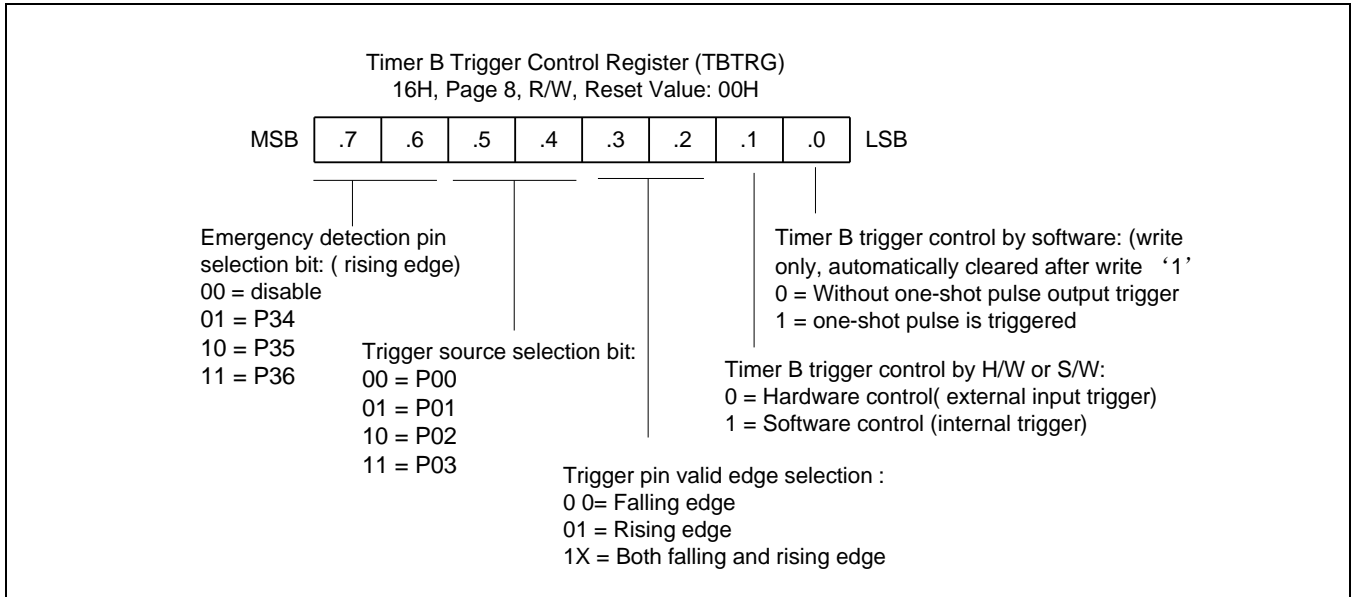 Timer B Trigger Control Register (TBTRG)
16H, Page 8, R/W, Reset Value: 00H
MSB .7 .6 .5 .4 .3 .2 .1 .0 LSB
Emergency detection pin
selection bit: ( rising edge)
00 = disable
01 = P34
10 = P35
11 = P36
Trigger source selection bit:
00 = P00
01 = P01
10 = P02
11 = P03
Trigger pin valid edge selection :
0 0= Falling edge
01 = Rising edge
1X = Both falling and rising edge
Timer B trigger control by H/W or S/W:
0 = Hardware control( external input trigger)
1 = Software control (internal trigger)
Timer B trigger control by software: (write
only, automatically cleared after write ‘1’
0 = Without one-shot pulse output trigger
1 = one-shot pulse is triggered